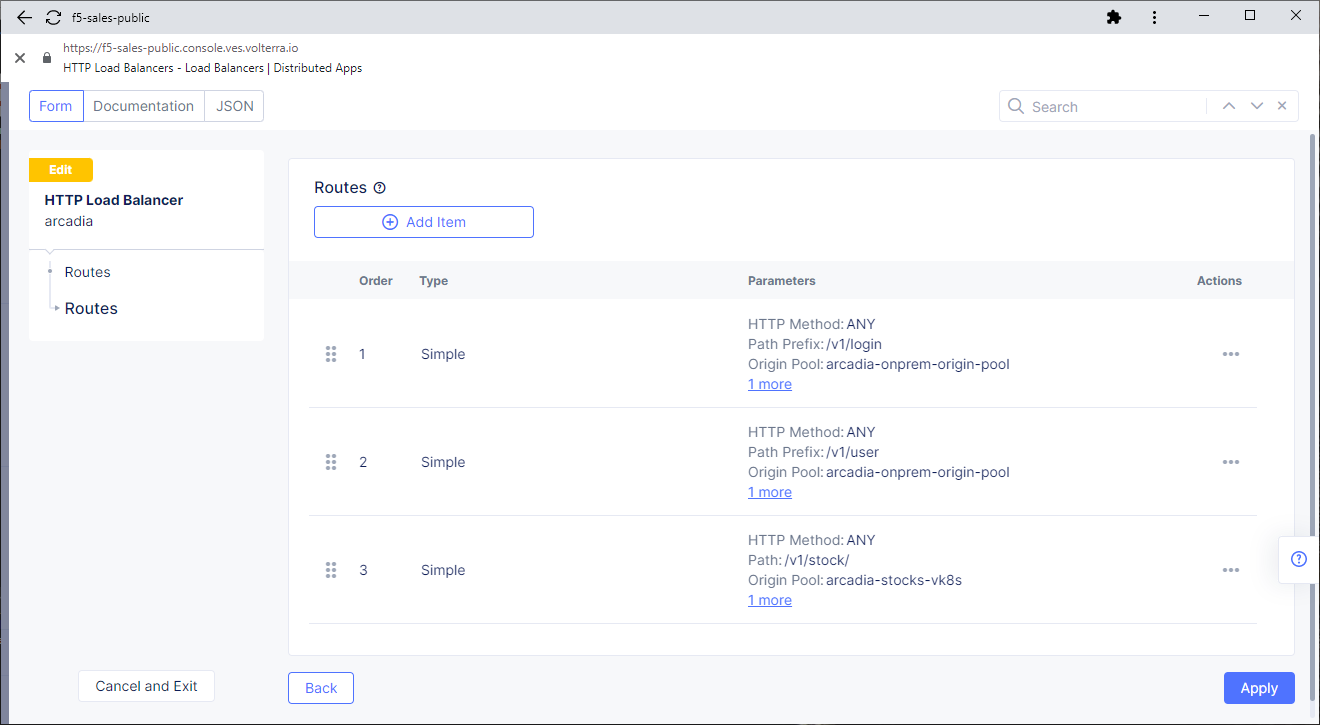 f5-sales-public
https://f5-sales-public.console.ves.volterra.io
HTTP Load Balancers - Load Balancers | Distributed Apps
Form Documentation JSON
Search
Edit
HTTP Load Balancer
arcadia
Routes
Routes
Routes
Add Item
Order Type Parameters Actions
1 Simple
HTTP Method: ANY
Path Prefix: /v1/login
Origin Pool: arcadia-onprem-origin-pool
1 more
2 Simple
HTTP Method: ANY
Path Prefix: /v1/user
Origin Pool: arcadia-onprem-origin-pool
1 more
3 Simple
HTTP Method: ANY
Path: /v1/stock/
Origin Pool: arcadia-stocks-vk8s
1 more
Cancel and Exit
Back
Apply